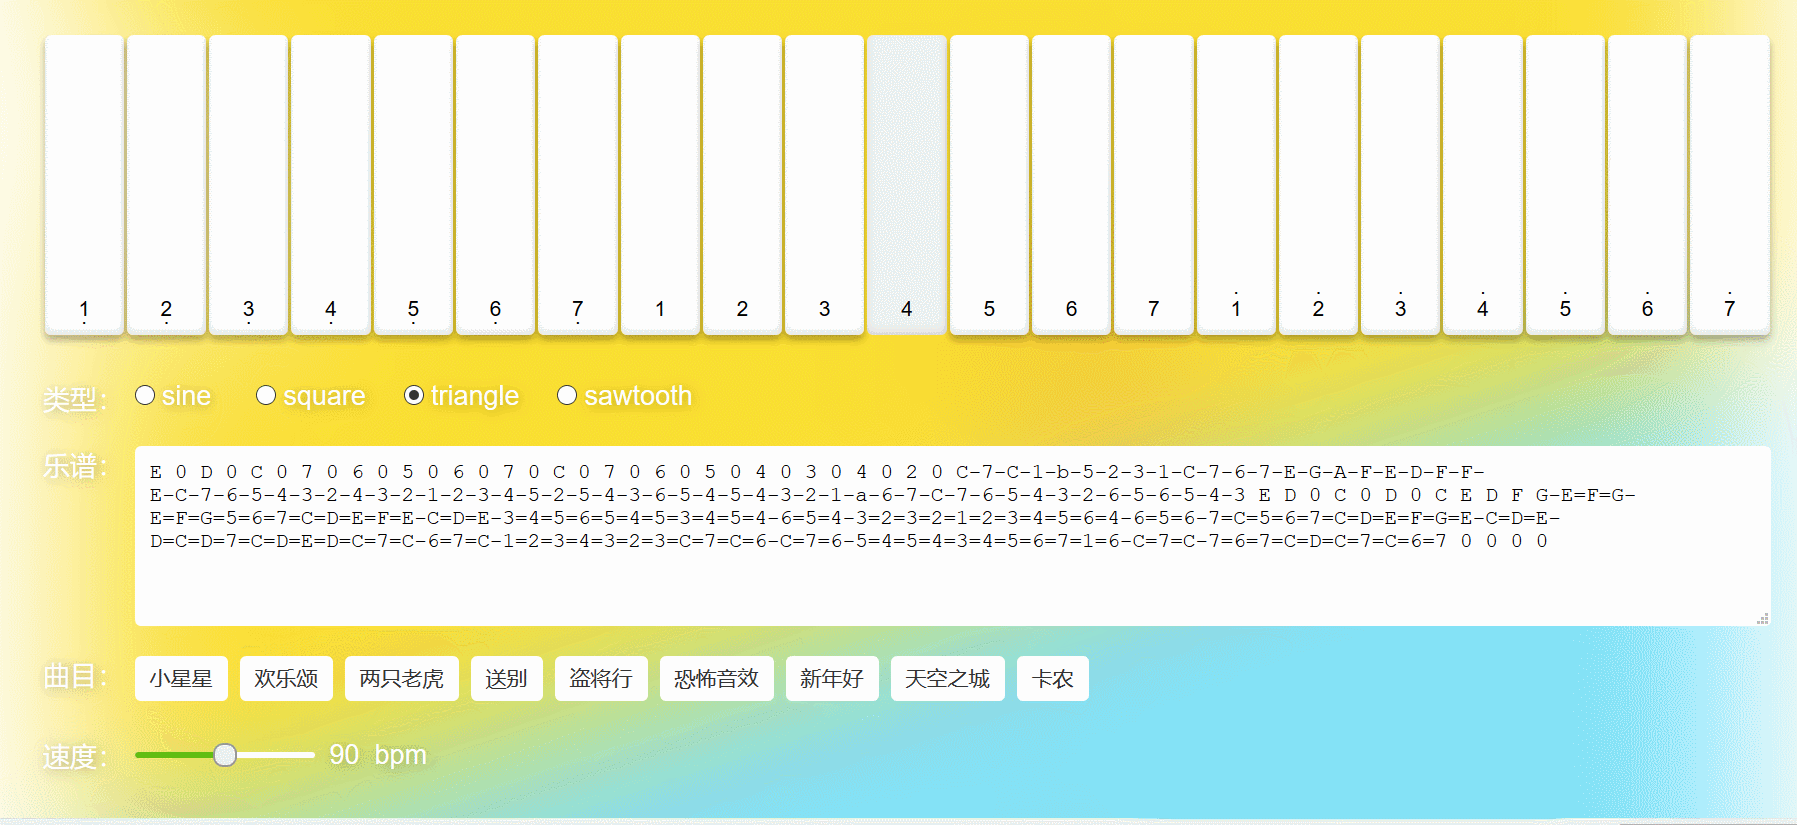 1 2 3 4 5 6 7 1 2 3 4 5 6 7 1 2 3 4 5 6 7
类型： sine square triangle sawtooth
乐谱：
E 0 D 0 C 0 7 0 6 0 5 0 6 0 7 0 C 0 7 0 6 0 5 0 4 0 3 0 4 0 2 0 C-7-C-1-b-5-2-3-1-C-7-6-7-E-G-A-F-E-D-F-F-
E-C-7-6-5-4-3-2-4-3-2-1-2-3-4-5-2-5-4-3-6-5-4-5-4-3-2-1-a-6-7-C-7-6-5-4-3-2-6-5-6-5-4-3 E D 0 C 0 D 0 C E D F G-E=F=G-
E=F=G=5=6=7=C=D=E=F=E-C=D=E-3=4=5=6=5=4=5=3=4=5=4-6=5=4-3=2=3=2=1=2=3=4=5=6=4-6=5=6-7=C=5=6=7=C=D=E=F=G=E-C=D=E-
D=C=D=7=C=D=E=D=C=7=C-6=7=C-1=2=3=4=3=2=3=C=7=C=6-C=7=6-5=4=5=4=3=4=5=6=7=1=6-C=7=C-7=6=7=C=D=C=7=C=6=7 0 0 0 0
曲目： 小星星 欢乐颂 两只老虎 送别 盗将行 恐怖音效 新年好 天空之城 卡农
速度： 90 bpm